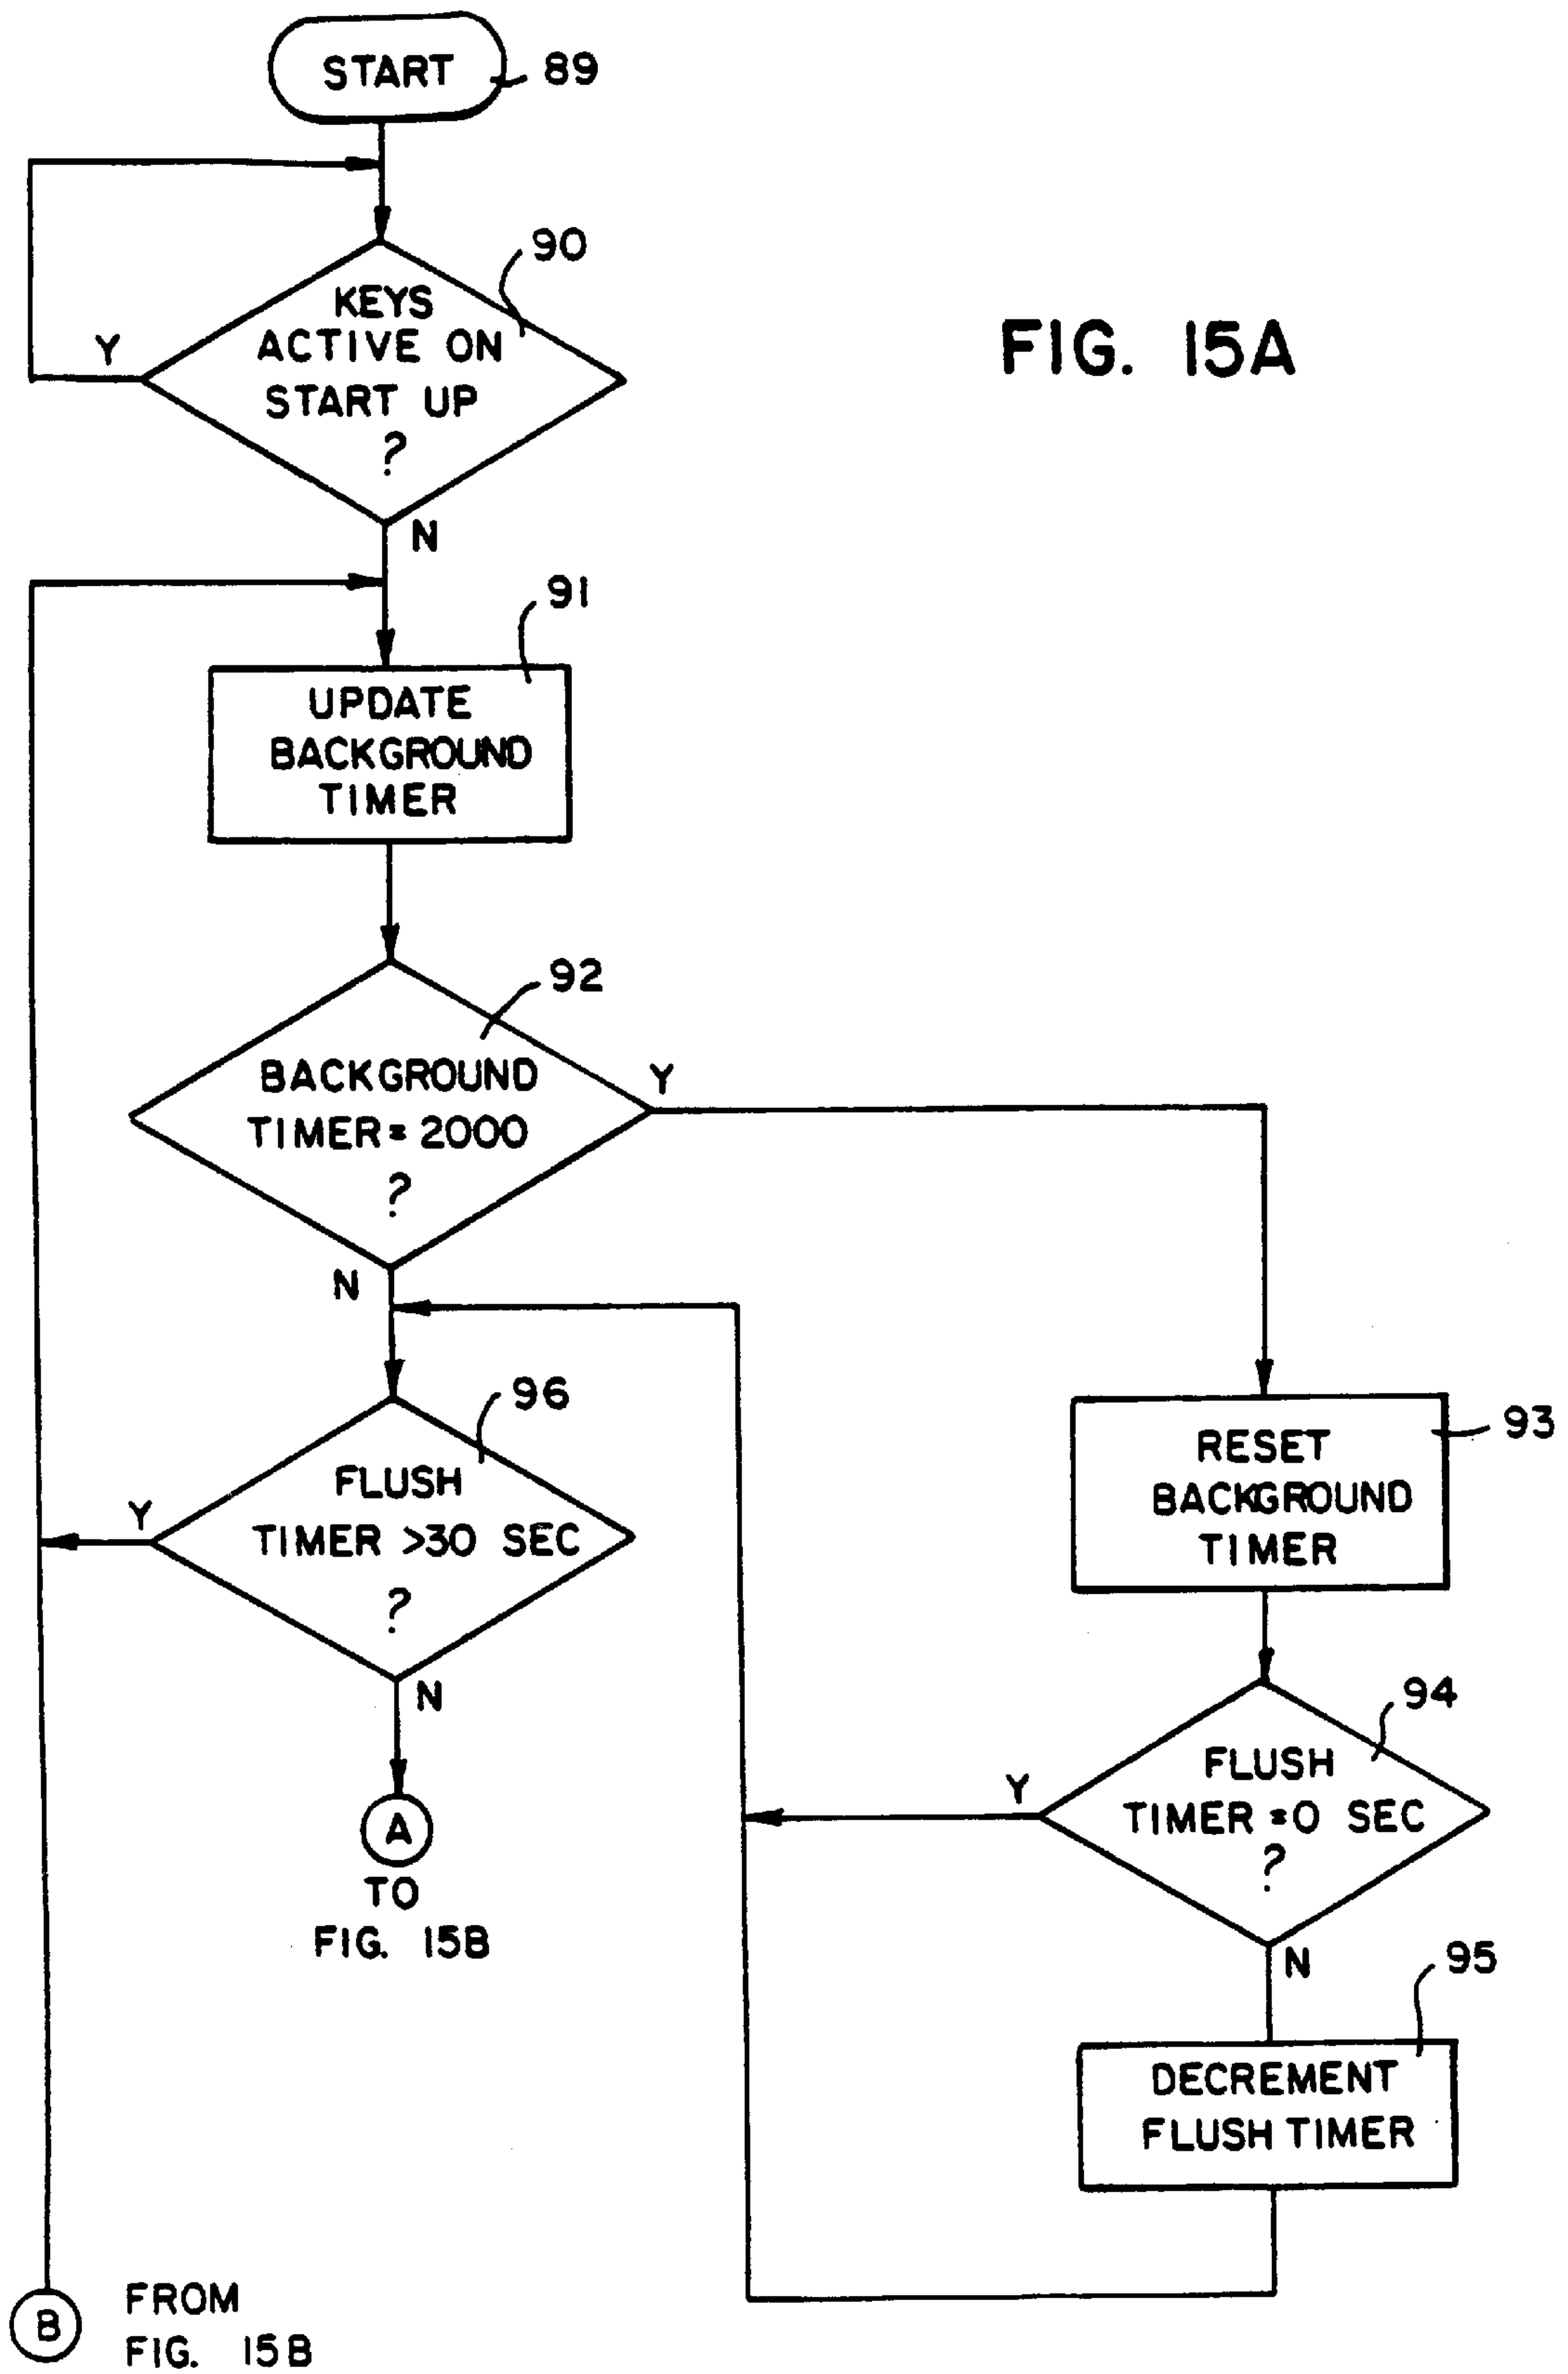 START
89
90
KEYS
ACTIVE ON
START UP
?
Y
N
FIG. 15A
91
UPDATE
BACKGROUND
TIMER
92
BACKGROUND
TIMER = 2000
?
Y
N
96
FLUSH
TIMER >30 SEC
?
Y
N
A
TO
FIG. 15B
93
RESET
BACKGROUND
TIMER
94
FLUSH
TIMER = 0 SEC
?
Y
N
95
DECREMENT
FLUSH TIMER
B
FROM
FIG. 15B